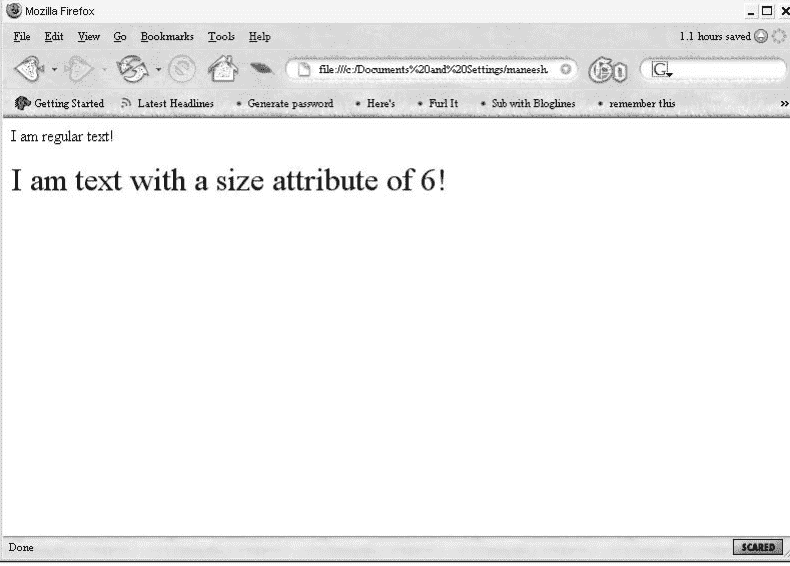 Mozilla Firefox
File Edit View Go Bookmarks Tools Help 1.1 hours saved
file:///c:/Documents%20and%20Settings/maneesh. Go G
Getting Started Latest Headlines • Generate password • Here's • Furl It • Sub with Bloglines • remember this »
I am regular text!
I am text with a size attribute of 6!
Done SCARED